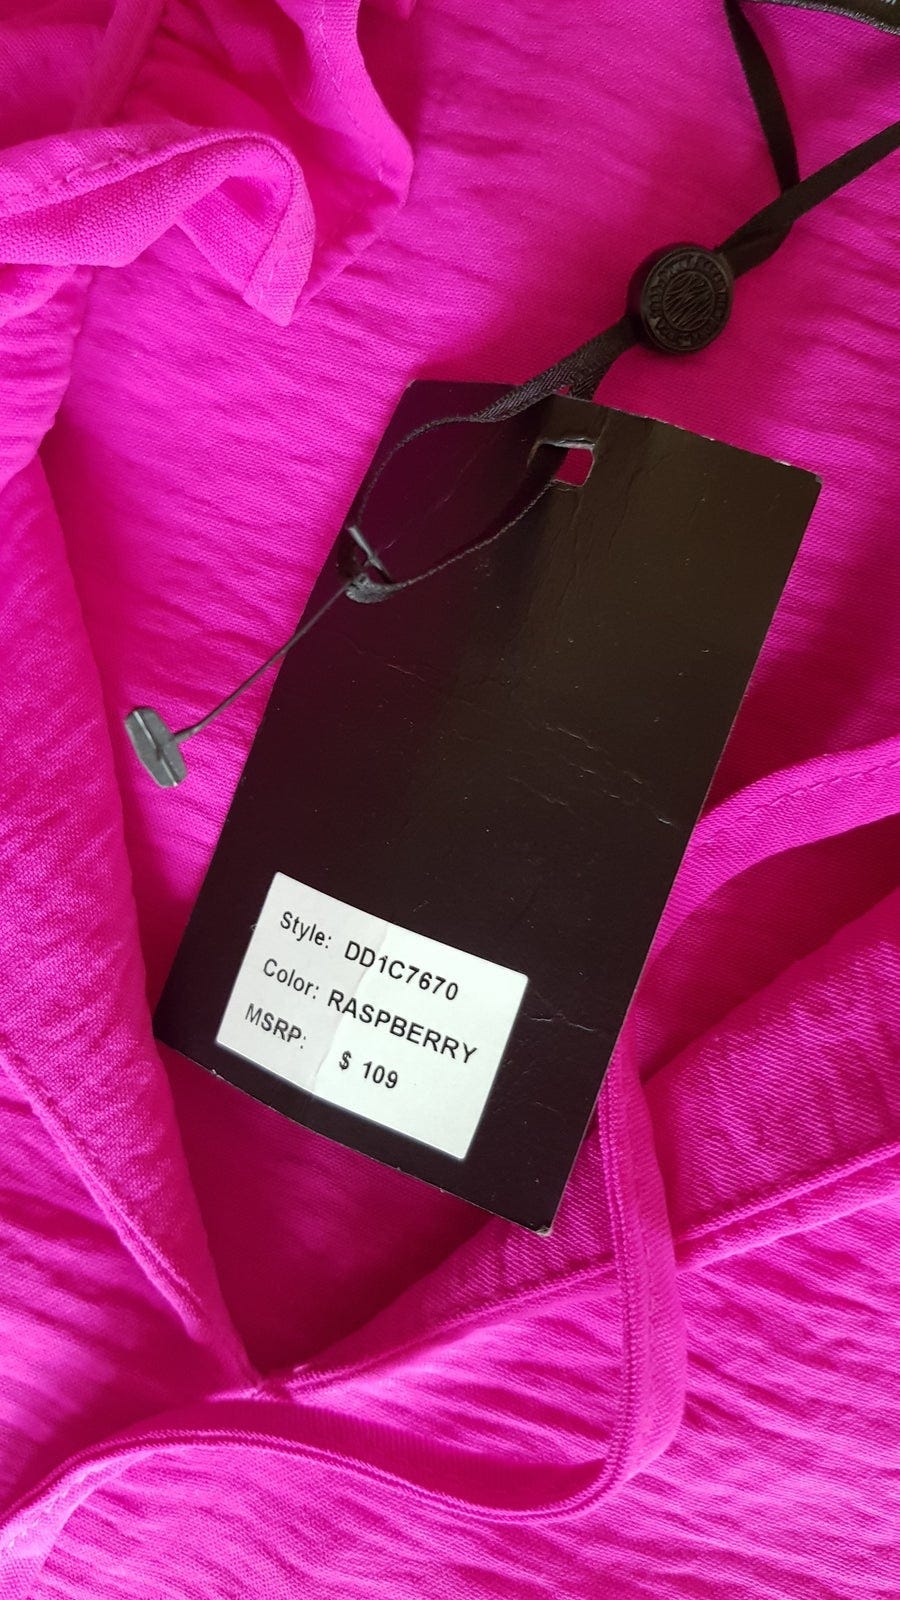 Style: DD1C7670
Color: RASPBERRY
MSRP: $ 109